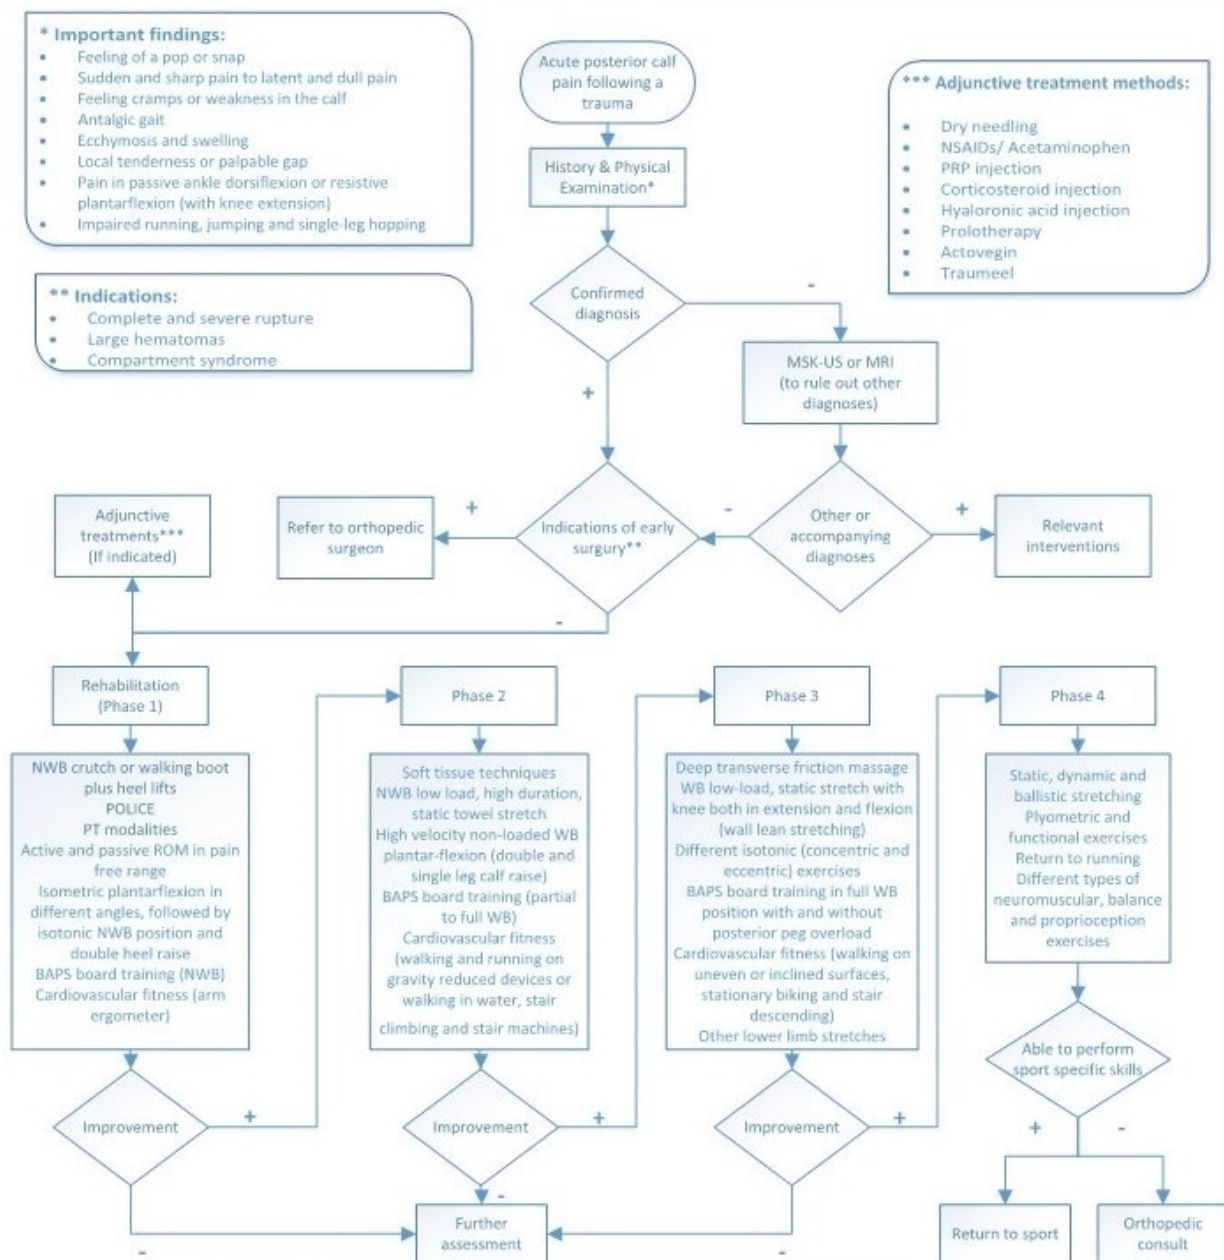 * Important findings:
• Feeling of a pop or snap
• Sudden and sharp pain to latent and dull pain
• Feeling cramps or weakness in the calf
• Antalgic gait
• Ecchymosis and swelling
• Local tenderness or palpable gap
• Pain in passive ankle dorsiflexion or resistive
plantarflexion (with knee extension)
• Impaired running, jumping and single-leg hopping
** Indications:
• Complete and severe rupture
• Large hematomas
• Compartment syndrome
Acute posterior calf
pain following a
trauma
History & Physical
Examination*
*** Adjunctive treatment methods:
• Dry needling
• NSAIDs/ Acetaminophen
• PRP injection
• Corticosteroid injection
• Hyaloronic acid injection
• Prolotherapy
• Actovegin
• Traumeel
Confirmed
diagnosis
-
+
MSK-US or MRI
(to rule out other
diagnoses)
Adjunctive
treatments***
(If indicated)
Refer to orthopedic
surgeon
+
Indications of early
surgury**
-
Other or
accompanying
diagnoses
+
Relevant
interventions
-
Rehabilitation
(Phase 1)
NWB crutch or walking boot
plus heel lifts
POLICE
PT modalities
Active and passive ROM in pain
free range
Isometric plantarflexion in
different angles, followed by
isotonic NWB position and
double heel raise
BAPS board training (NWB)
Cardiovascular fitness (arm
ergometer)
Improvement
+
-
Phase 2
Soft tissue techniques
NWB low load, high duration,
static towel stretch
High velocity non-loaded WB
plantar-flexion (double and
single leg calf raise)
BAPS board training (partial
to full WB)
Cardiovascular fitness
(walking and running on
gravity reduced devices or
walking in water, stair
climbing and stair machines)
Improvement
+
-
Further
assessment
Phase 3
Deep transverse friction massage
WB low-load, static stretch with
knee both in extension and flexion
(wall lean stretching)
Different isotonic (concentric and
eccentric) exercises
BAPS board training in full WB
position with and without
posterior peg overload
Cardiovascular fitness (walking on
uneven or inclined surfaces,
stationary biking and stair
descending)
Other lower limb stretches
Improvement
+
-
Phase 4
Static, dynamic and
ballistic stretching
Plyometric and
functional exercises
Return to running
Different types of
neuromuscular, balance
and proprioception
exercises
Able to perform
sport specific skills
+
-
Return to sport
Orthopedic
consult